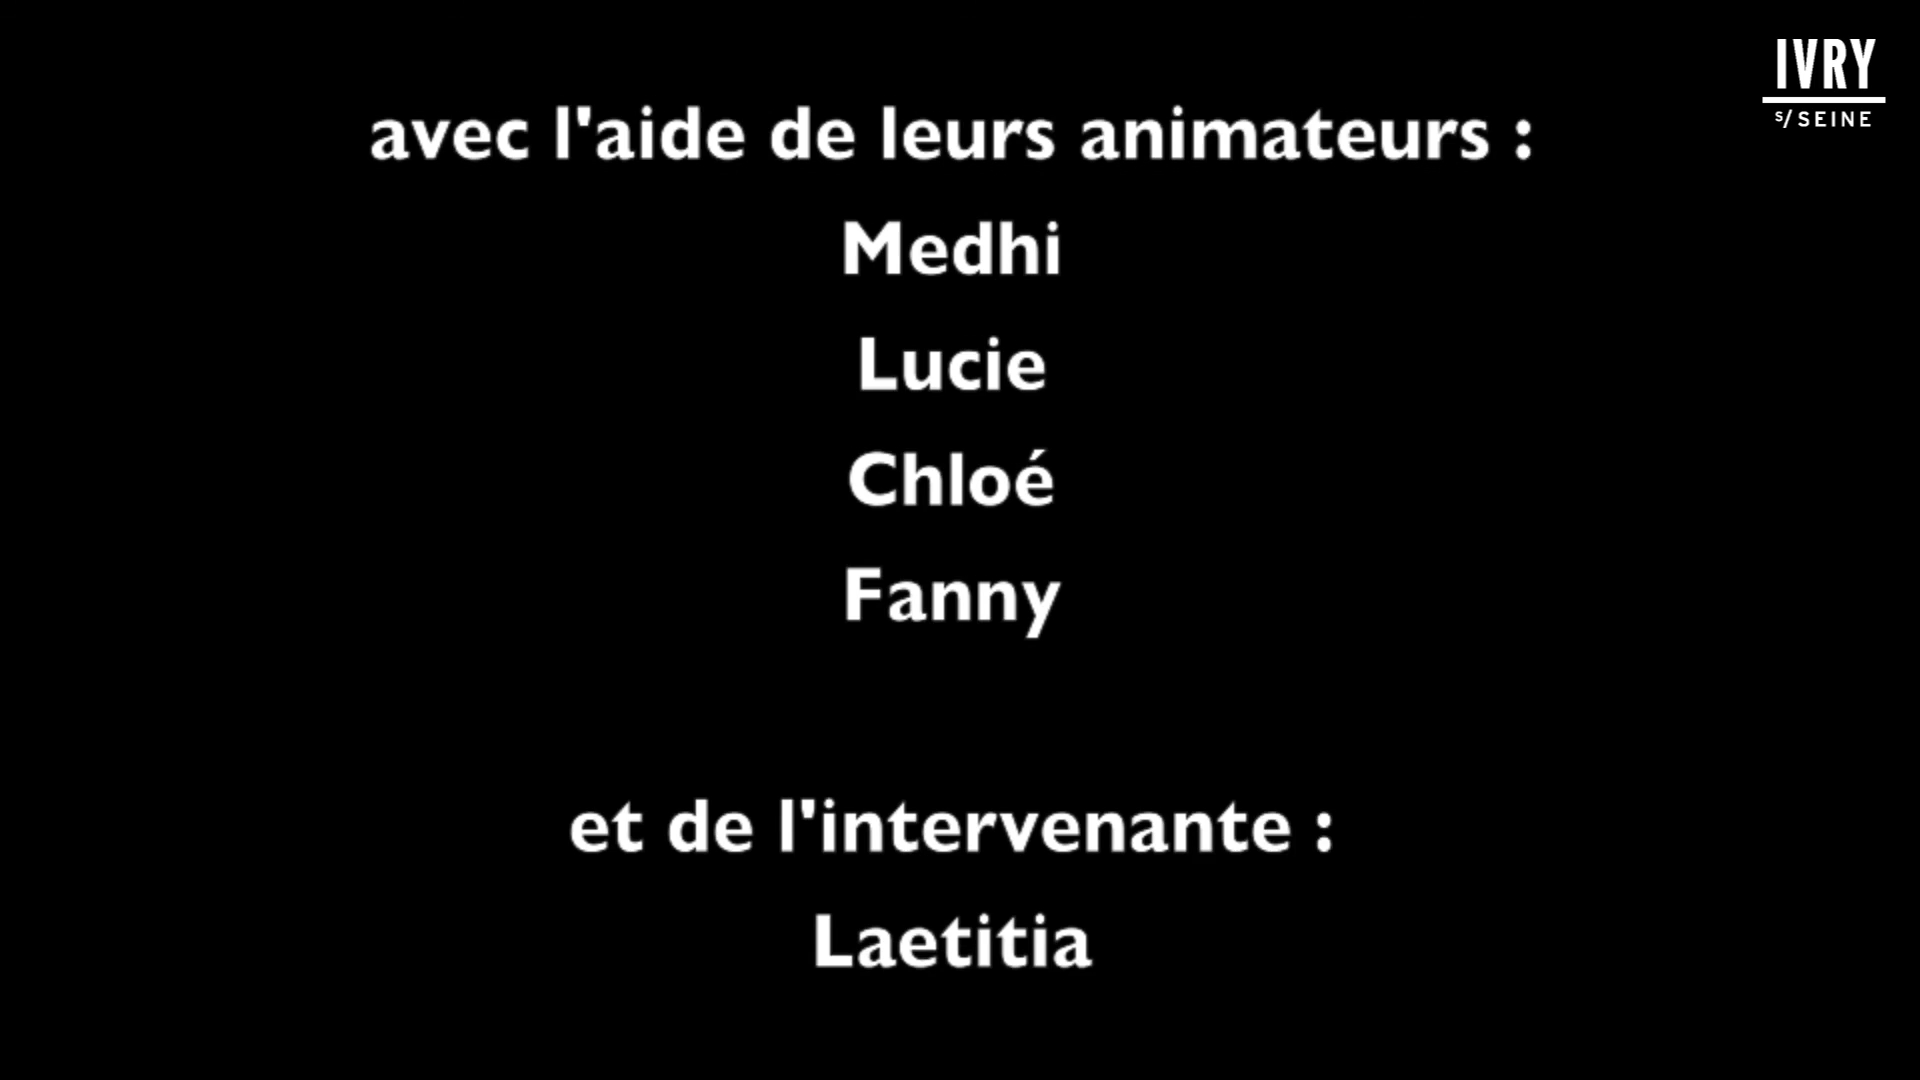 IVRY
s/SEINE
avec l'aide de leurs animateurs :
Medhi
Lucie
Chloé
Fanny
et de l'intervenante :
Laetitia